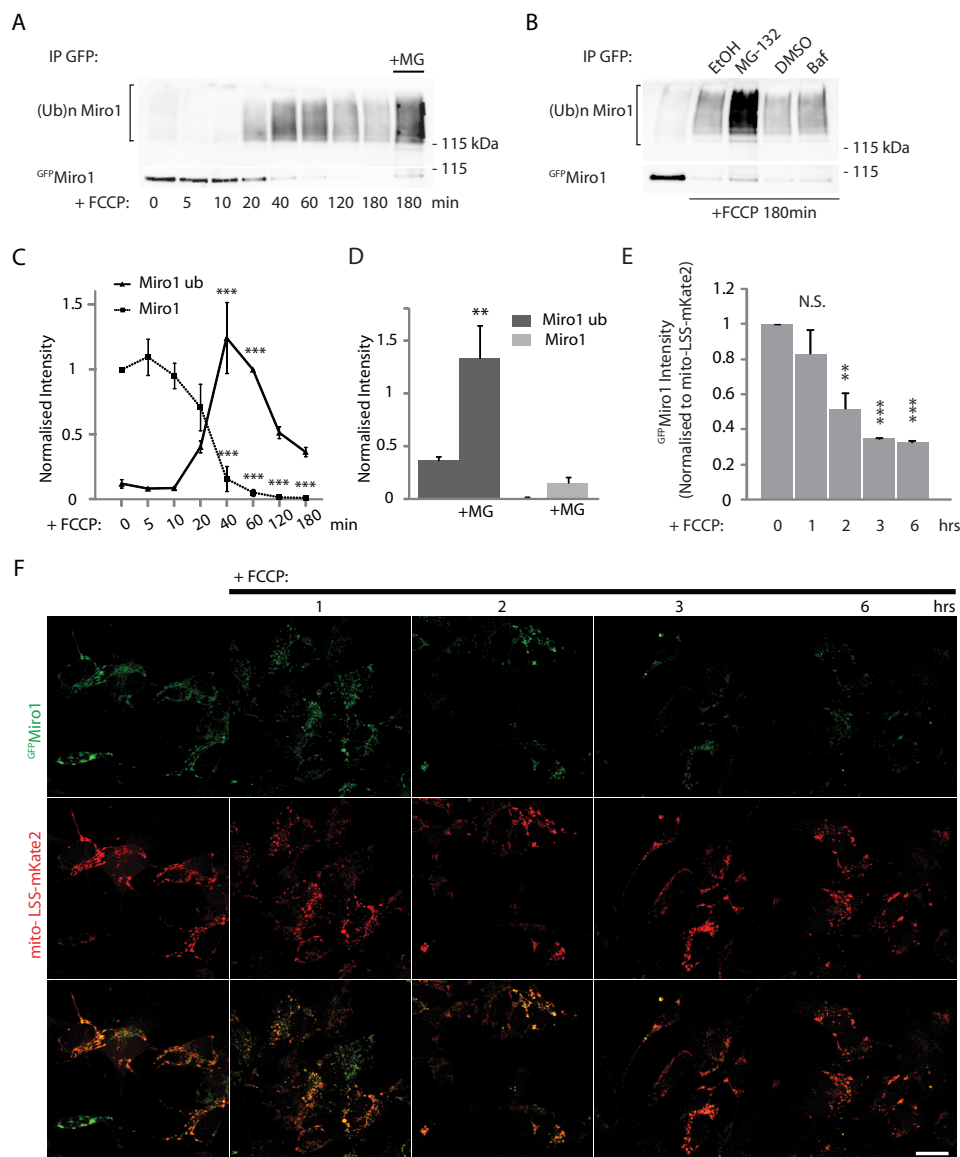 A
IP GFP:
+MG
(Ub)n Miro1
- 115 kDa
- 115
GFPMiro1
+ FCCP: 0 5 10 20 40 60 120 180 180 min
B
IP GFP:
EtOH MG-132 DMSO Baf
(Ub)n Miro1
- 115 kDa
- 115
GFPMiro1
+FCCP 180min
C
Miro1 ub
Miro1
***
***
***
***
***
***
Normalised Intensity
1.5
1
0.5
0
+ FCCP: 0 5 10 20 40 60 120 180 min
D
**
Miro1 ub
Miro1
Normalised Intensity
2
1.5
1
0.5
0
+MG +MG
E
GFPMiro1 Intensity
(Normalised to mito-LSS-mKate2)
1.2
1
0.8
0.6
0.4
0.2
0
N.S.
**
***
***
+ FCCP: 0 1 2 3 6 hrs
F
+ FCCP:
1 2 3 6 hrs
GFPMiro1
mito- LSS-mKate2